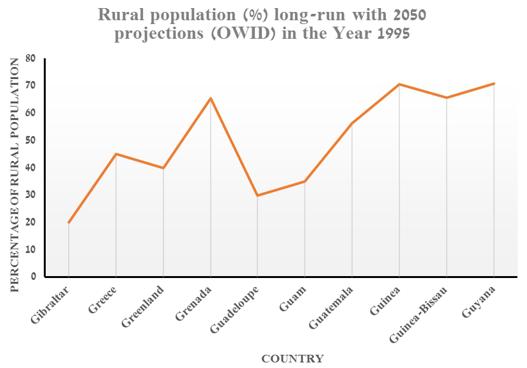 Rural population (%) long-run with 2050
projections (OWID) in the Year 1995
PERCENTAGE OF RURAL POPULATION
80
70
60
50
40
30
20
10
0
Gibraltar
Greece
Greenland
Grenada
Guadeloupe
Guam
Guatemala
Guinea
Guinea-Bissau
Guyana
COUNTRY